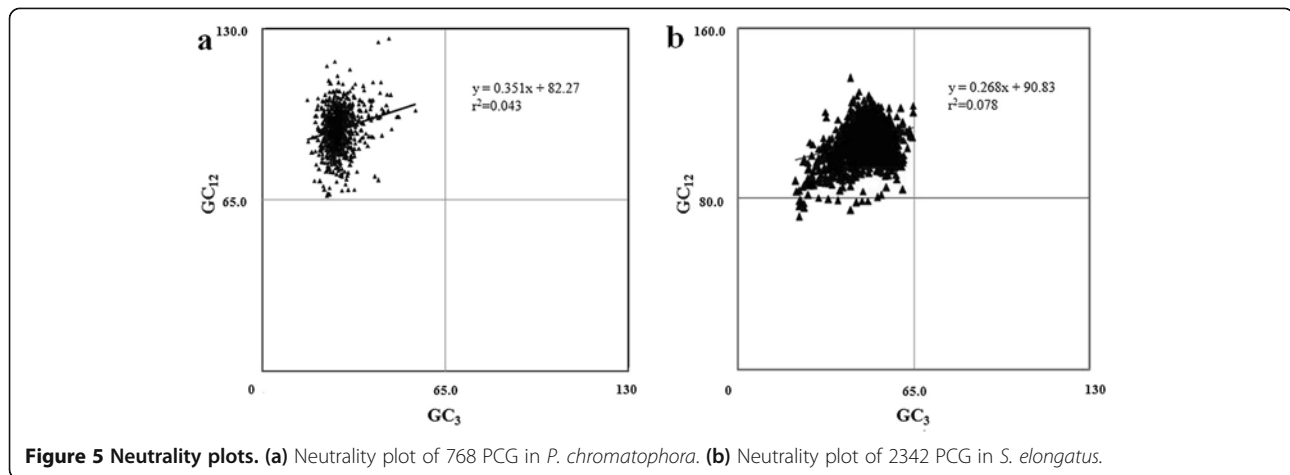 a
130.0
y = 0.351x + 82.27
r²=0.043
GC₁₂
65.0
0
65.0
130
GC₃
b
160.0
y = 0.268x + 90.83
r²=0.078
GC₁₂
80.0
0
65.0
130
GC₃
Figure 5 Neutrality plots. (a) Neutrality plot of 768 PCG in P. chromatophora. (b) Neutrality plot of 2342 PCG in S. elongatus.